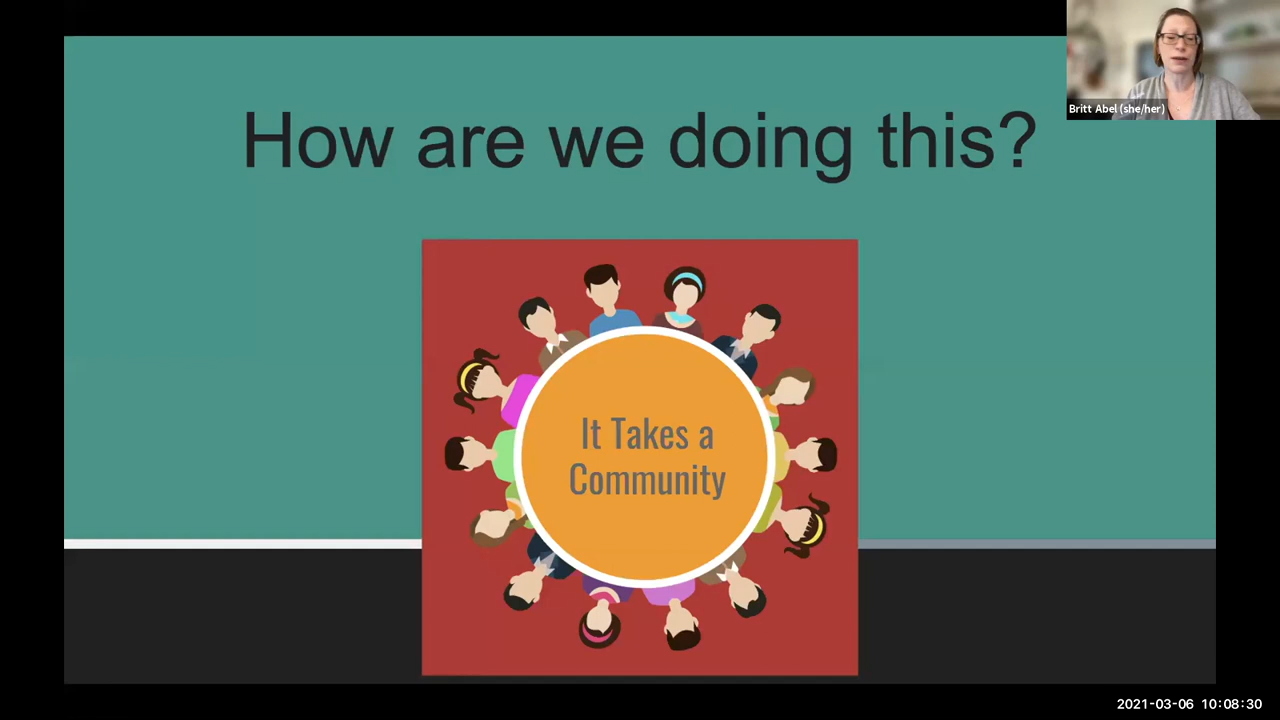 Britt Abel (she/her)
How are we doing this?
It Takes a
Community
2021-03-06 10:08:30